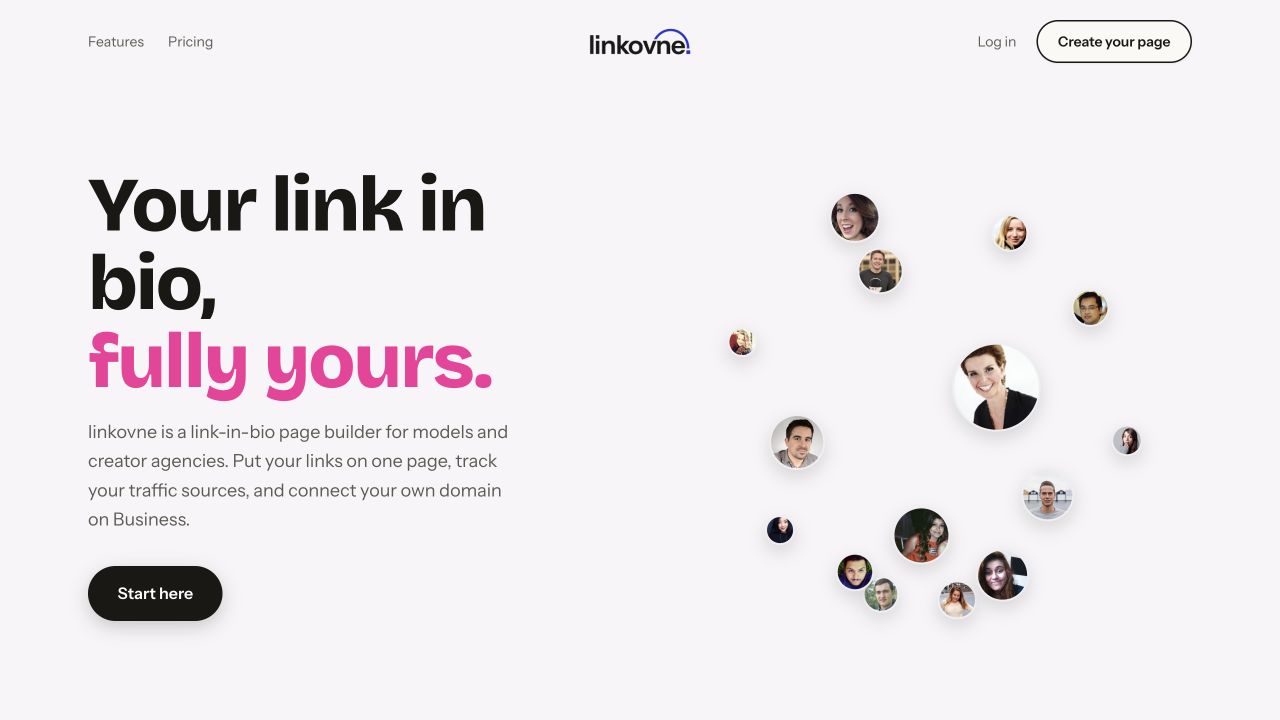 Features
Pricing
linkovne.
Log in
Create your page
Your link in
bio,
fully yours.
linkovne is a link-in-bio page builder for models and
creator agencies. Put your links on one page, track
your traffic sources, and connect your own domain
on Business.
Start here